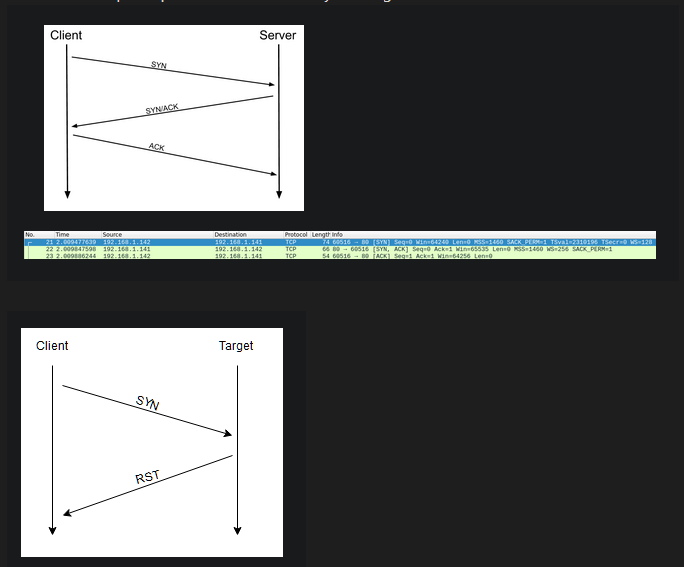 Client Server
SYN
SYN/ACK
ACK
No. Time Source Destination Protocol Length Info
21 2.009477639 192.168.1.142 192.168.1.141 TCP 74 60516 → 80 [SYN] Seq=0 Win=64240 Len=0 MSS=1460 SACK_PERM=1 TSval=2310196 TSecr=0 WS=128
22 2.009847598 192.168.1.141 192.168.1.142 TCP 66 80 → 60516 [SYN, ACK] Seq=0 Ack=1 Win=65535 Len=0 MSS=1460 WS=256 SACK_PERM=1
23 2.009886244 192.168.1.142 192.168.1.141 TCP 54 60516 → 80 [ACK] Seq=1 Ack=1 Win=64256 Len=0
Client Target
SYN
RST